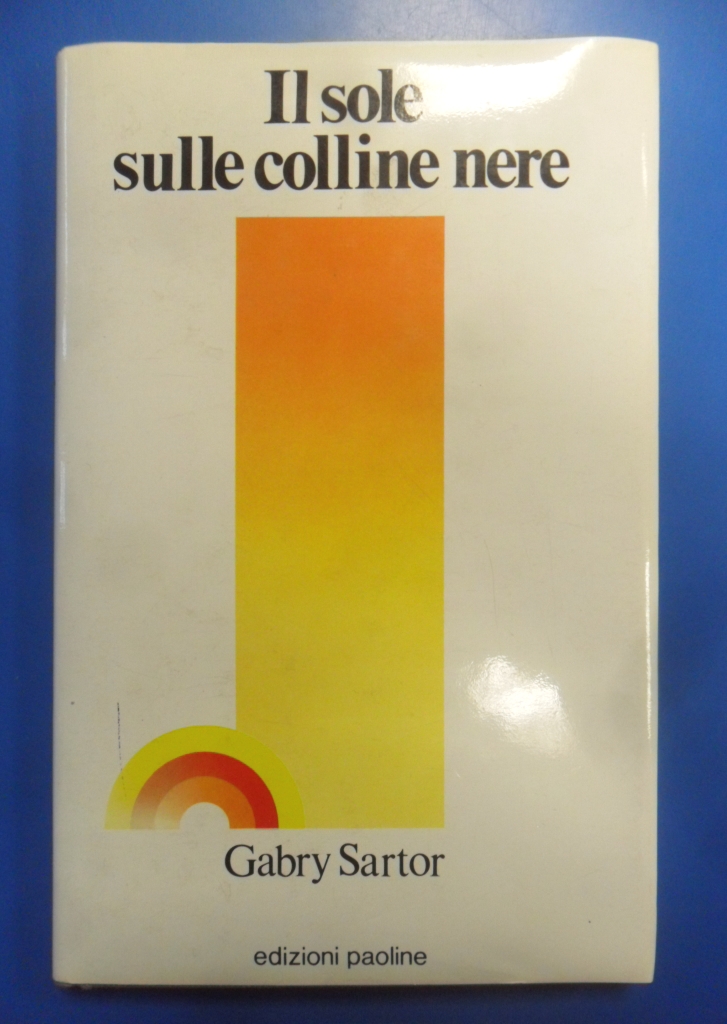 Il sole
sulle colline nere
Gabry Sartor
edizioni paoline